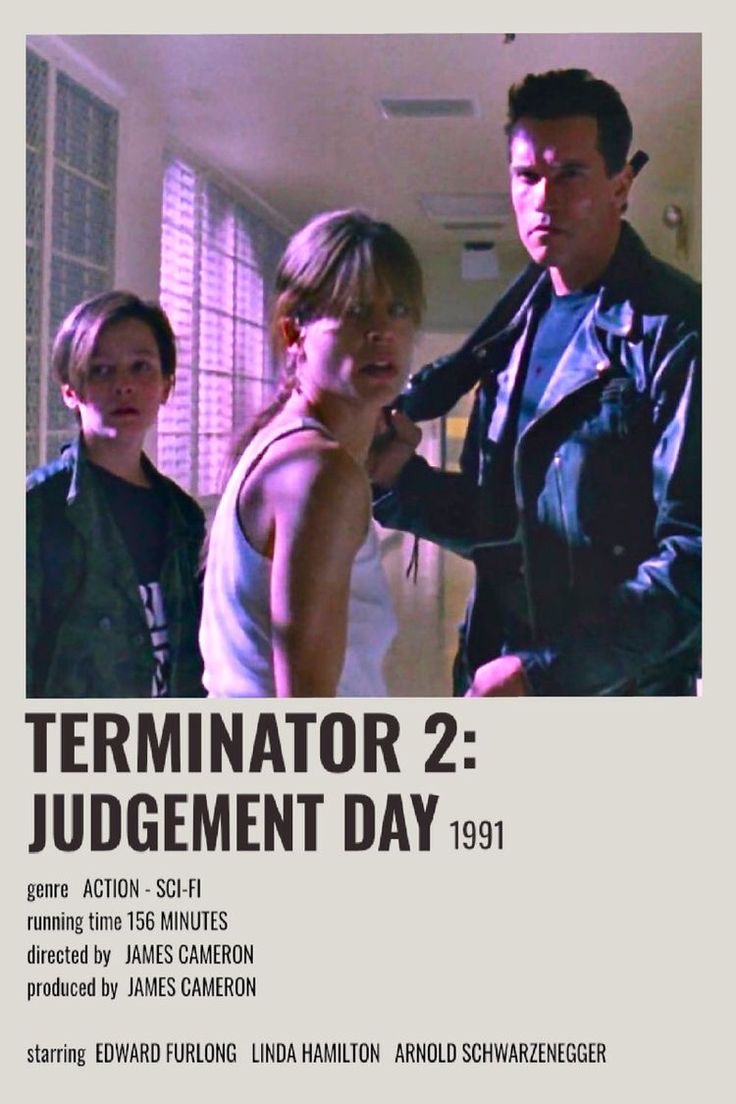 TERMINATOR 2:
JUDGEMENT DAY 1991
genre ACTION - SCI-FI
running time 156 MINUTES
directed by JAMES CAMERON
produced by JAMES CAMERON
starring EDWARD FURLONG LINDA HAMILTON ARNOLD SCHWARZENEGGER